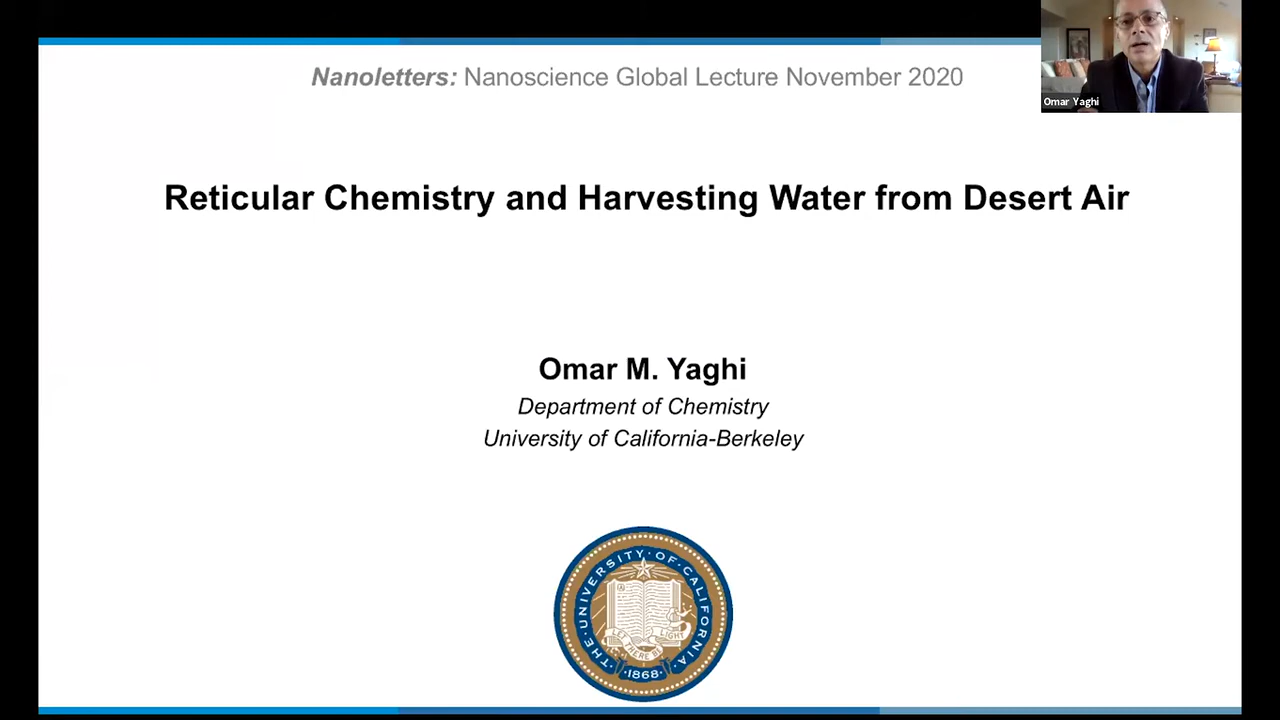 Nanoletters: Nanoscience Global Lecture November 2020
Omar Yaghi
Reticular Chemistry and Harvesting Water from Desert Air
Omar M. Yaghi
Department of Chemistry
University of California-Berkeley
THE·UNIVERSITY·OF·CALIFORNIA·
A
LET THERE BE LIGHT
·1868·